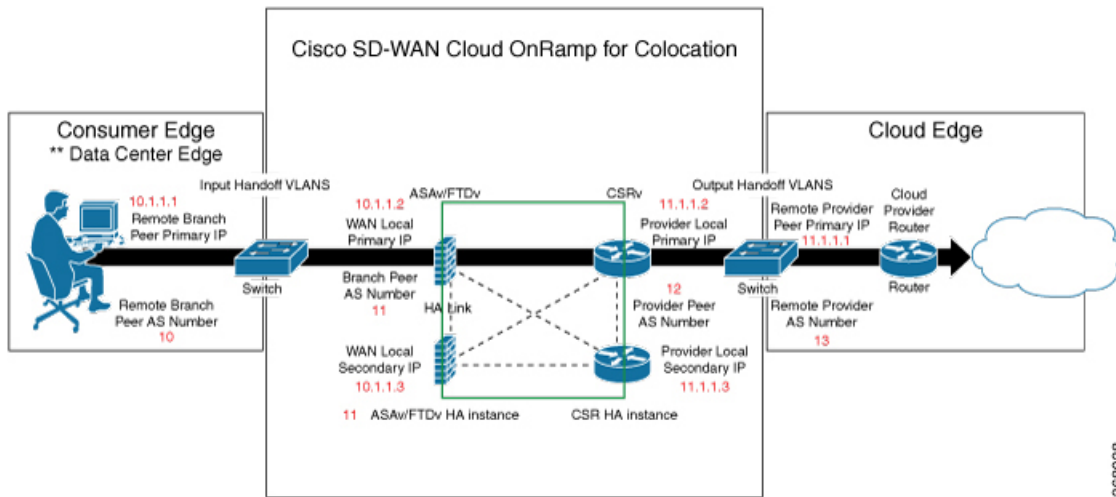 Cisco SD-WAN Cloud OnRamp for Colocation
Consumer Edge
** Data Center Edge
10.1.1.1
Remote Branch
Peer Primary IP
Remote Branch
Peer AS Number
10
Input Handoff VLANS
Switch
10.1.1.2
ASAv/FTDv
WAN Local
Primary IP
Branch Peer
AS Number
11
HA Link
WAN Local
Secondary IP
10.1.1.3
11 ASAv/FTDv HA instance
CSRv
11.1.1.2
Provider Local
Primary IP
12
Provider Peer
AS Number
Provider Local
Secondary IP
11.1.1.3
CSR HA instance
Output Handoff VLANS
Switch
Cloud Edge
Remote Provider
Peer Primary IP
11.1.1.1
Remote Provider
AS Number
13
Cloud
Provider
Router
Router